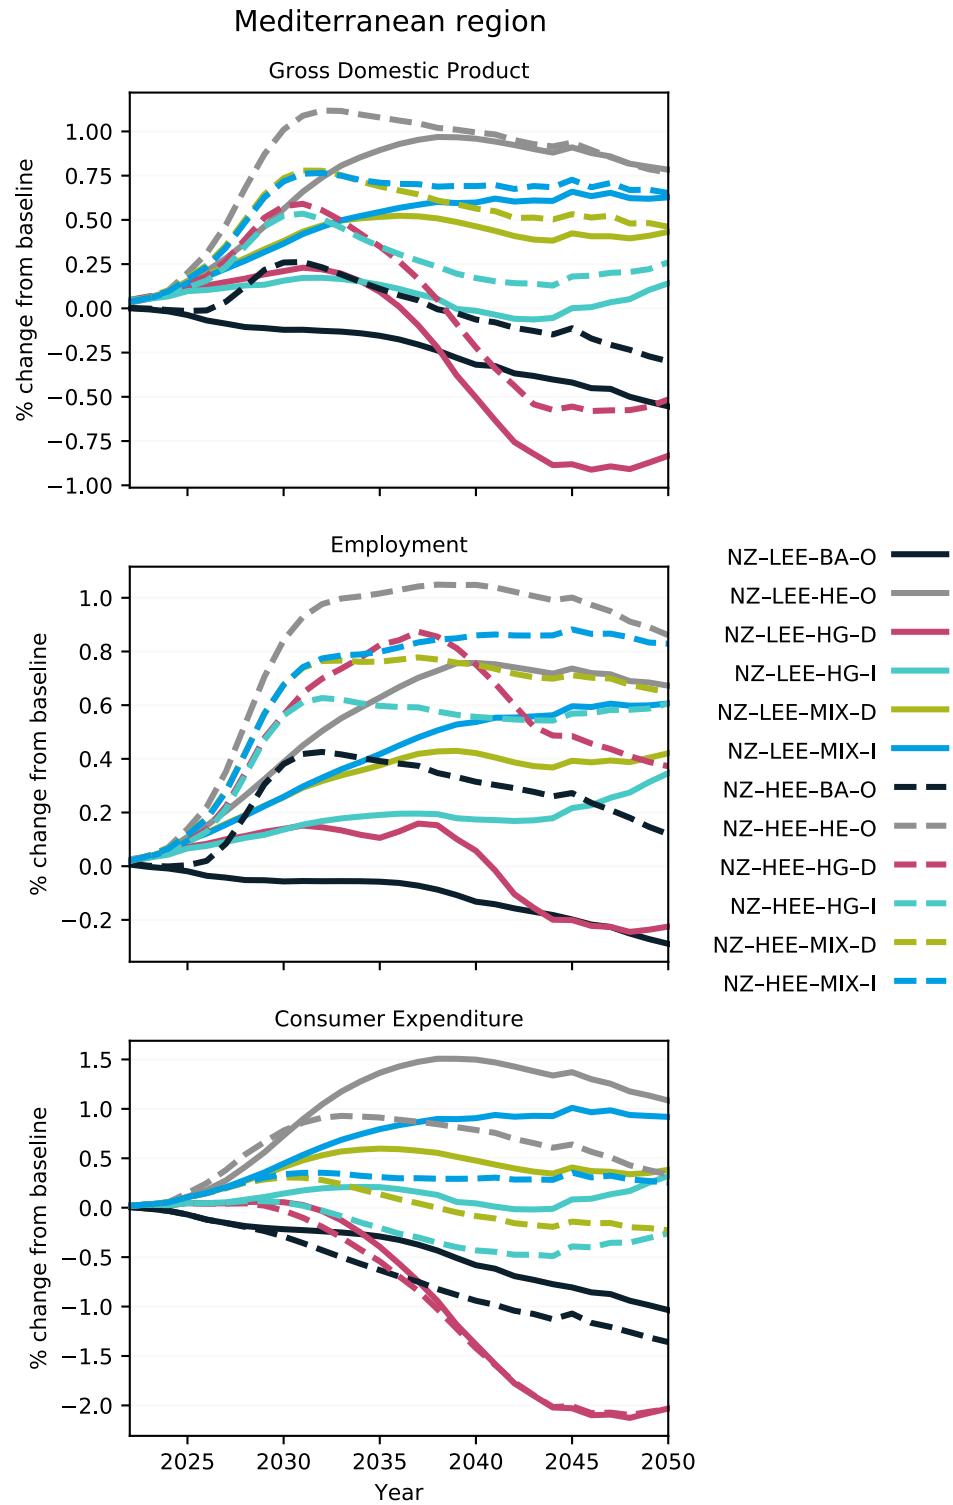 Mediterranean region
Gross Domestic Product
1.00
0.75
0.50
0.25
0.00
−0.25
−0.50
−0.75
−1.00
% change from baseline
Employment
1.0
0.8
0.6
0.4
0.2
0.0
−0.2
% change from baseline
NZ–LEE–BA–O
NZ–LEE-HE–O
NZ–LEE–HG–D
NZ–LEE–HG–I
NZ–LEE–MIX–D
NZ–LEE–MIX–I
NZ–HEE–BA–O
NZ–HEE–HE–O
NZ–HEE–HG–D
NZ–HEE–HG–I
NZ–HEE–MIX–D
NZ–HEE–MIX–I
Consumer Expenditure
1.5
1.0
0.5
0.0
−0.5
−1.0
−1.5
−2.0
% change from baseline
2025 2030 2035 2040 2045 2050
Year